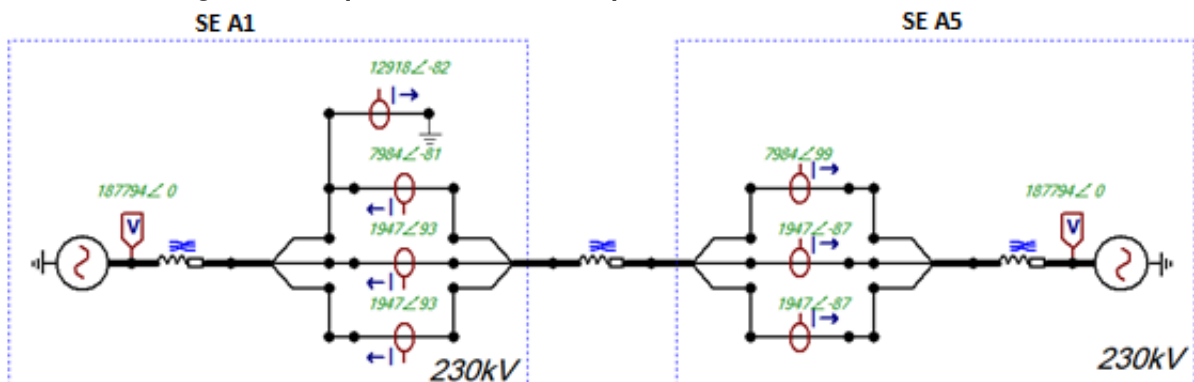 SE A1
SE A5
12918∠-82
I→
7984∠-81
←I
187794∠0
V
1947∠93
←I
1947∠93
←I
230kV
7984∠99
I→
1947∠-87
I→
1947∠-87
I→
187794∠0
V
230kV